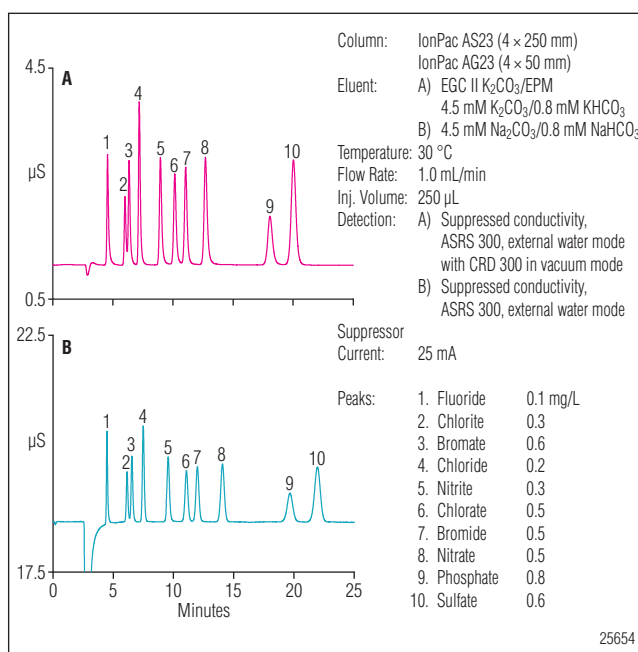 4.5
A
µS
0.5
1
2
3
4
5
6
7
8
9
10
22.5
B
µS
17.5
1
2
3
4
5
6
7
8
9
10
0 5 10 15 20 25
Minutes
Column: IonPac AS23 (4 × 250 mm)
IonPac AG23 (4 × 50 mm)
Eluent: A) EGC II K₂CO₃/EPM
4.5 mM K₂CO₃/0.8 mM KHCO₃
B) 4.5 mM Na₂CO₃/0.8 mM NaHCO₃
Temperature: 30 °C
Flow Rate: 1.0 mL/min
Inj. Volume: 250 µL
Detection: A) Suppressed conductivity,
ASRS 300, external water mode
with CRD 300 in vacuum mode
B) Suppressed conductivity,
ASRS 300, external water mode
Suppressor
Current: 25 mA
Peaks: 1. Fluoride 0.1 mg/L
2. Chlorite 0.3
3. Bromate 0.6
4. Chloride 0.2
5. Nitrite 0.3
6. Chlorate 0.5
7. Bromide 0.5
8. Nitrate 0.5
9. Phosphate 0.8
10. Sulfate 0.6
25654